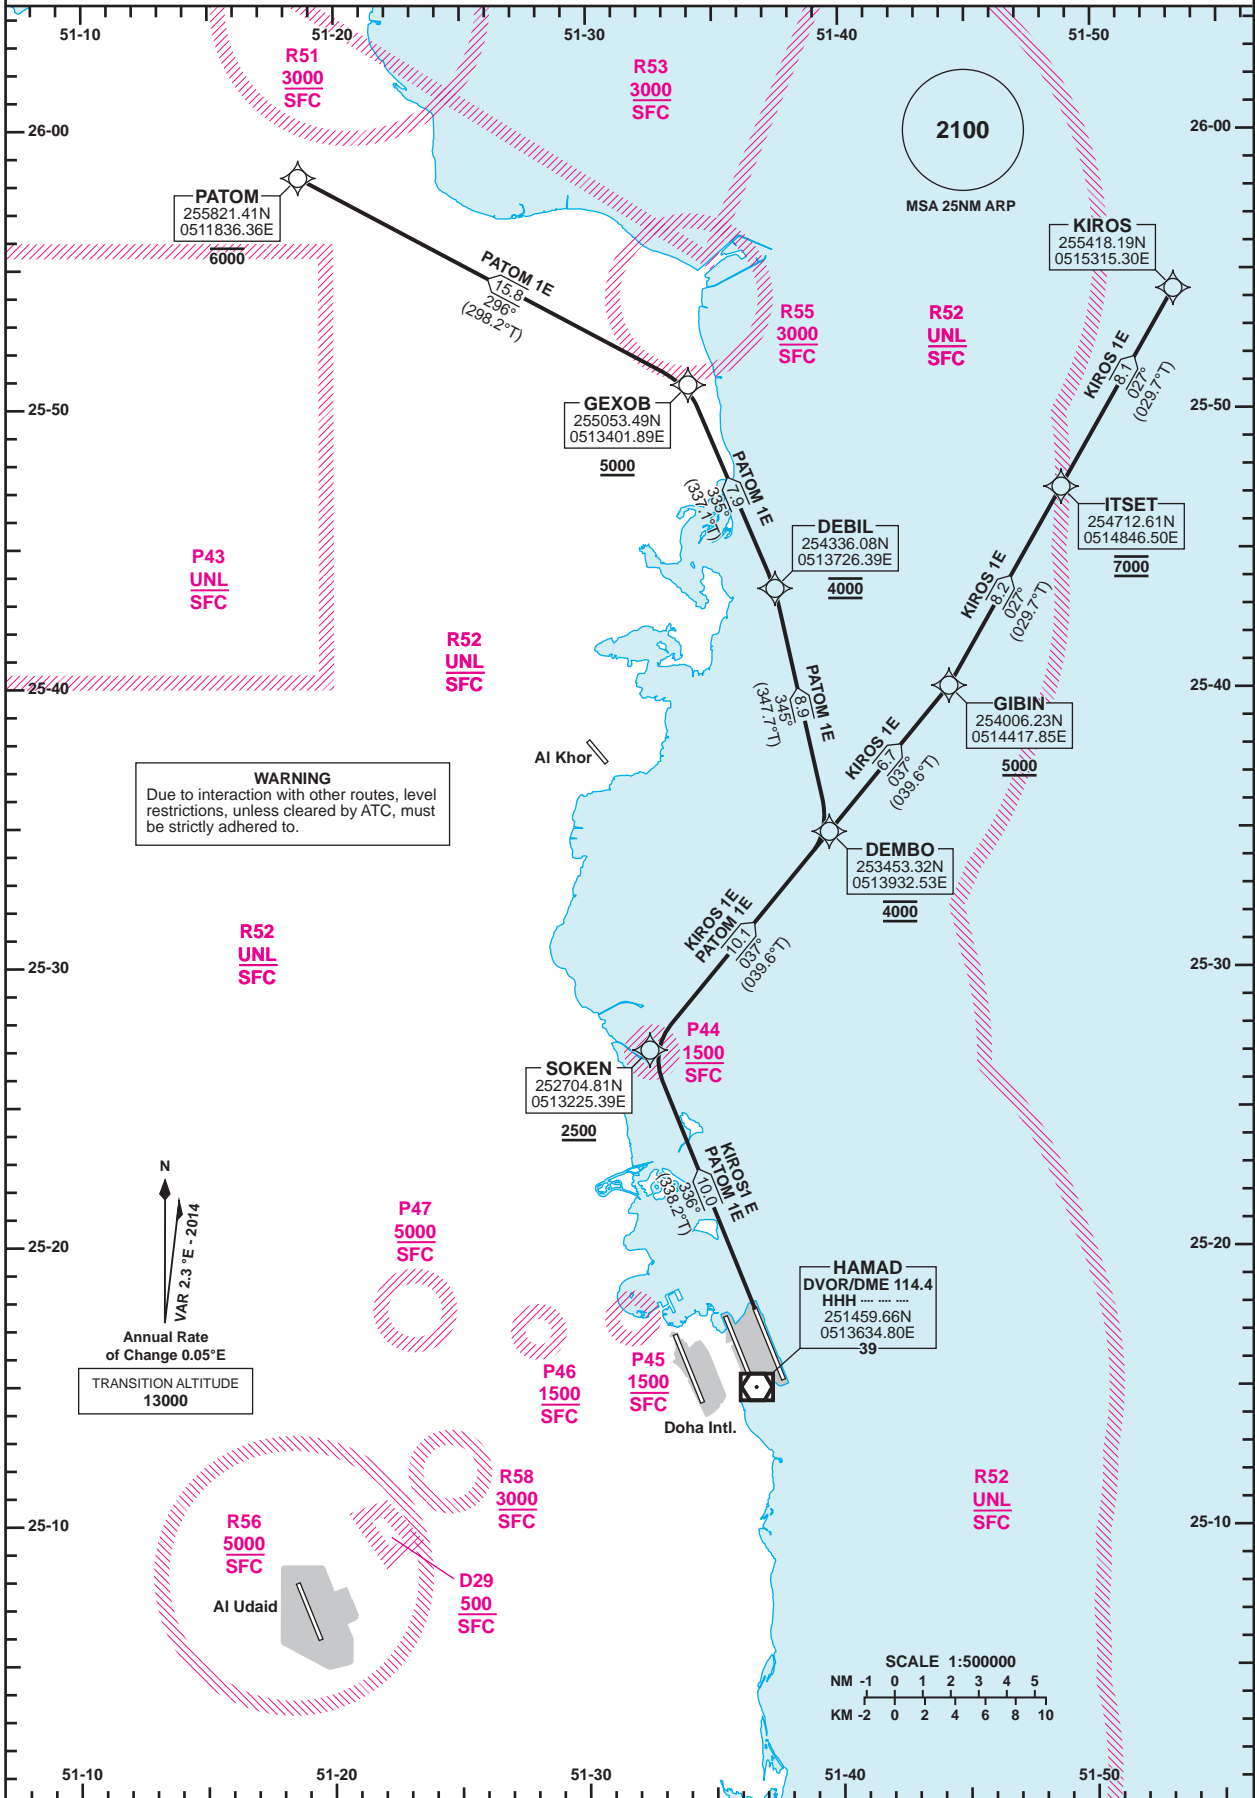 51-10
51-20
51-30
51-40
51-50
R51
3000
SFC
R53
3000
SFC
26-00
26-00
2100
MSA 25NM ARP
PATOM
255821.41N
0511836.36E
6000
KIROS
255418.19N
0515315.30E
PATOM 1E
15.8
296°
(298.2°T)
R55
3000
SFC
R52
UNL
SFC
KIROS 1E
8.1
027°
(029.7°T)
25-50
25-50
GEXOB
255053.49N
0513401.89E
5000
PATOM 1E
7.9
335°
(337.1°T)
ITSET
254712.61N
0514846.50E
7000
DEBIL
254336.08N
0513726.39E
4000
P43
UNL
SFC
KIROS 1E
8.2
027°
(029.7°T)
R52
UNL
SFC
25-40
25-40
PATOM 1E
8.9
345°
(347.7°T)
GIBIN
254006.23N
0514417.85E
5000
KIROS 1E
6.7
037°
(039.6°T)
Al Khor
WARNING
Due to interaction with other routes, level
restrictions, unless cleared by ATC, must
be strictly adhered to.
DEMBO
253453.32N
0513932.53E
4000
R52
UNL
SFC
KIROS 1E
PATOM 1E
10.1
037°
(039.6°T)
25-30
25-30
P44
1500
SFC
SOKEN
252704.81N
0513225.39E
2500
KIROS1 E
PATOM 1E
10.0
336°
(338.2°T)
N
VAR 2.3 °E - 2014
Annual Rate
of Change 0.05°E
TRANSITION ALTITUDE
13000
P47
5000
SFC
25-20
25-20
HAMAD
DVOR/DME 114.4
HHH ···· ···· ····
251459.66N
0513634.80E
39
P46
1500
SFC
P45
1500
SFC
Doha Intl.
R58
3000
SFC
R52
UNL
SFC
25-10
25-10
R56
5000
SFC
D29
500
SFC
Al Udaid
SCALE 1:500000
NM -1 0 1 2 3 4 5
KM -2 0 2 4 6 8 10
51-10
51-20
51-30
51-40
51-50